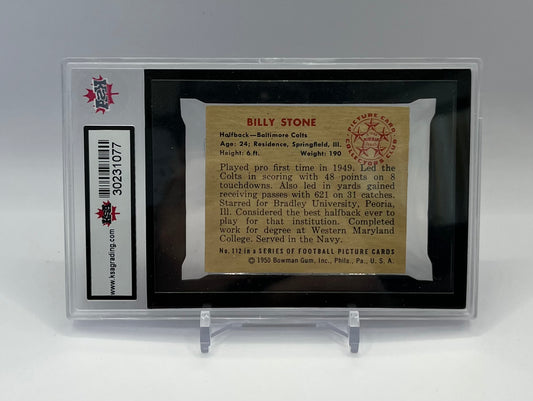 BILLY STONE
Halfback—Baltimore Colts
Age: 24; Residence, Springfield, Ill.
Height: 6 ft. Weight: 190
PICTURE CARD
COLLECTORS CLUB
Played pro first time in 1949. Led the
Colts in scoring with 48 points on 8
touchdowns. Also led in yards gained
receiving passes with 621 on 31 catches.
Starred for Bradley University, Peoria,
Ill. Considered the best halfback ever to
play for that institution. Completed
work for degree at Western Maryland
College. Served in the Navy.
No. 112 in a SERIES OF FOOTBALL PICTURE CARDS
© 1950 Bowman Gum, Inc., Phila., Pa., U. S. A.
KSA
30231077
KSA
www.ksagrading.com